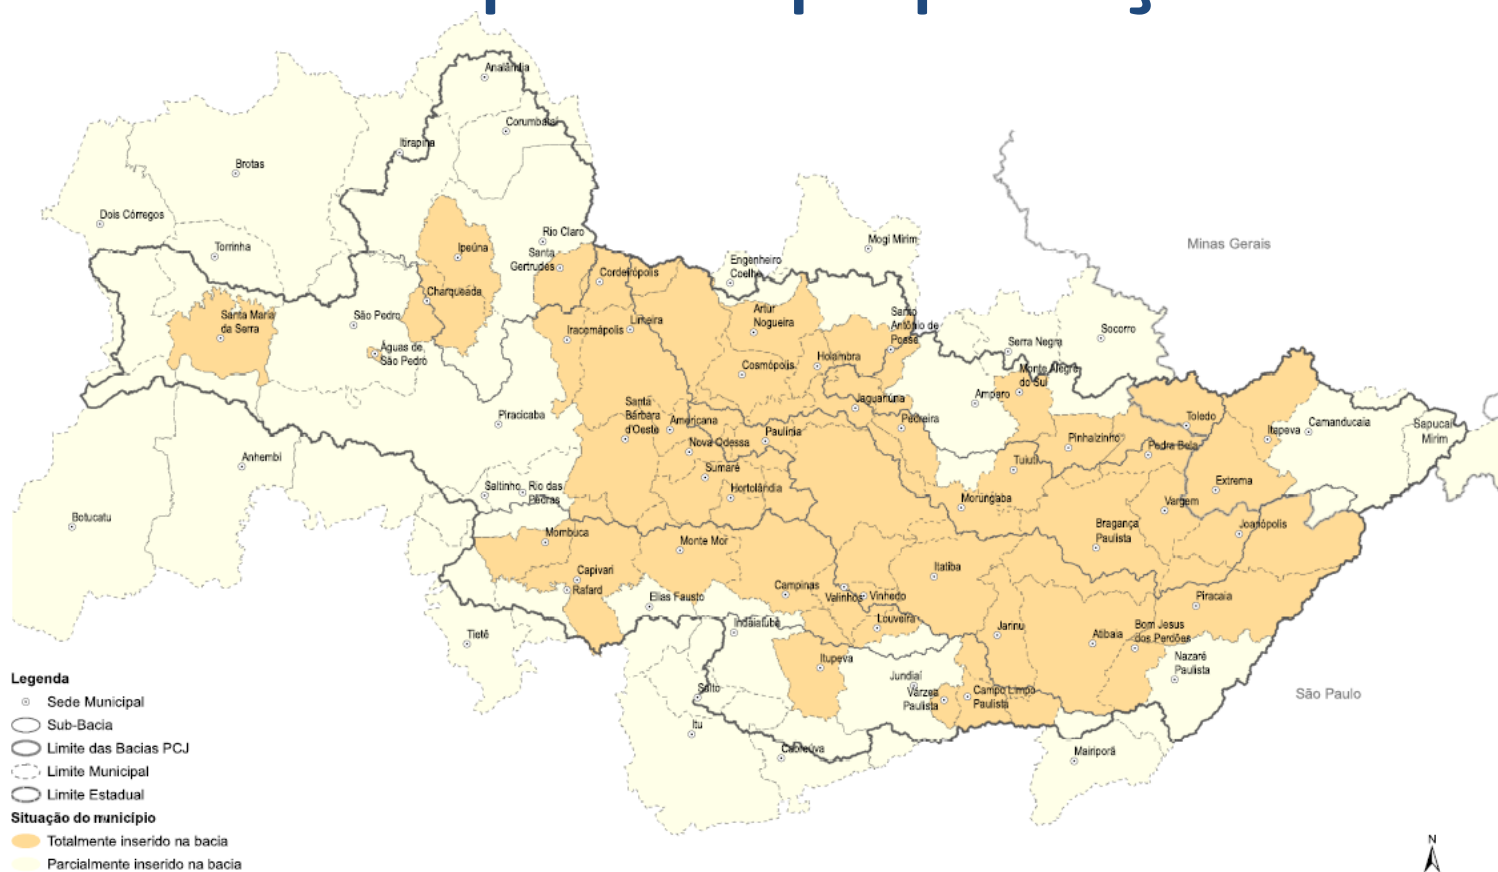 Analândia
Corumbataí
Itirapina
Brotas
Dois Córregos
Torrinha
Rio Claro
Ipeúna
Santa
Gertrudes
Cordeirópolis
Charqueada
Mogi Mirim
Engenheiro
Coelho
Minas Gerais
Santa Maria
da Serra
São Pedro
Águas de
São Pedro
Iracemápolis
Limeira
Artur
Nogueira
Santo
Antônio de
Posse
Serra Negra
Socorro
Cosmópolis
Holambra
Monte Alegre
do Sul
Amparo
Jaguariúna
Pedreira
Piracicaba
Santa
Bárbara
d'Oeste
Americana
Nova Odessa
Paulínia
Sumaré
Hortolândia
Toledo
Pinhalzinho
Pedra Bela
Itapeva
Camanducaia
Sapucaí
Mirim
Tuiuti
Morungaba
Extrema
Vargem
Joanópolis
Bragança
Paulista
Anhembi
Botucatu
Saltinho
Rio das
Pedras
Mombuca
Capivari
Rafard
Monte Mor
Elias Fausto
Campinas
Valinhos
Vinhedo
Itatiba
Louveira
Indaiatuba
Jarinu
Atibaia
Piracaia
Bom Jesus
dos Perdões
Nazaré
Paulista
Tietê
Itupeva
Jundiaí
Várzea
Paulista
Campo Limpo
Paulista
Salto
Itu
Cabreúva
Mairiporã
São Paulo
Legenda
Sede Municipal
Sub-Bacia
Limite das Bacias PCJ
Limite Municipal
Limite Estadual
Situação do município
Totalmente inserido na bacia
Parcialmente inserido na bacia
N